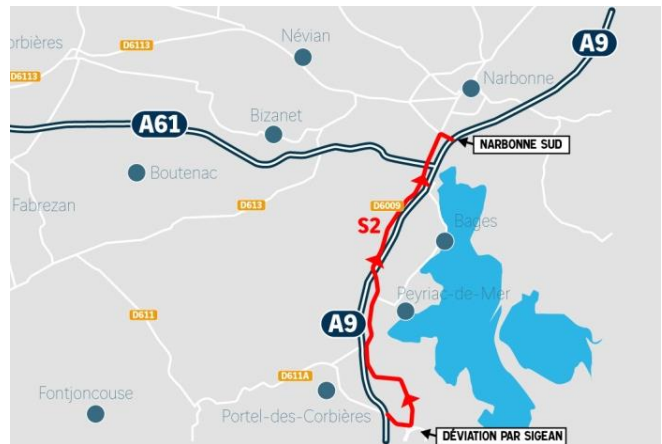 Névian
D6113
orbières
D6113
A9
Narbonne
Bizanet
A61
NARBONNE SUD
Boutenac
Fabrezan
D613
D6009
S2
Bages
Peyriac-de-Mer
D611
A9
D611A
Fontjoncouse
Portel-des-Corbières
DÉVIATION PAR SIGEAN